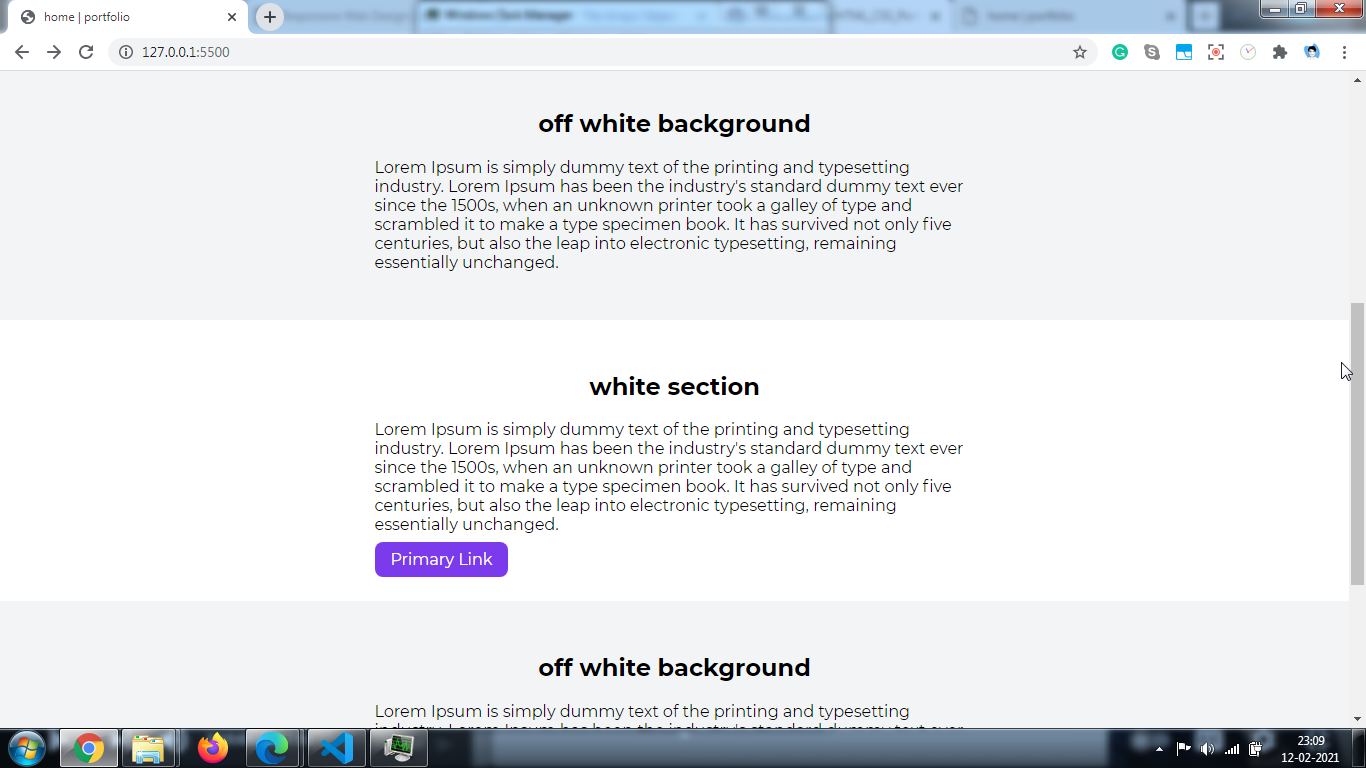 home | portfolio
127.0.0.1:5500
off white background
Lorem Ipsum is simply dummy text of the printing and typesetting
industry. Lorem Ipsum has been the industry's standard dummy text ever
since the 1500s, when an unknown printer took a galley of type and
scrambled it to make a type specimen book. It has survived not only five
centuries, but also the leap into electronic typesetting, remaining
essentially unchanged.
white section
Lorem Ipsum is simply dummy text of the printing and typesetting
industry. Lorem Ipsum has been the industry's standard dummy text ever
since the 1500s, when an unknown printer took a galley of type and
scrambled it to make a type specimen book. It has survived not only five
centuries, but also the leap into electronic typesetting, remaining
essentially unchanged.
Primary Link
off white background
Lorem Ipsum is simply dummy text of the printing and typesetting
23:09
12-02-2021